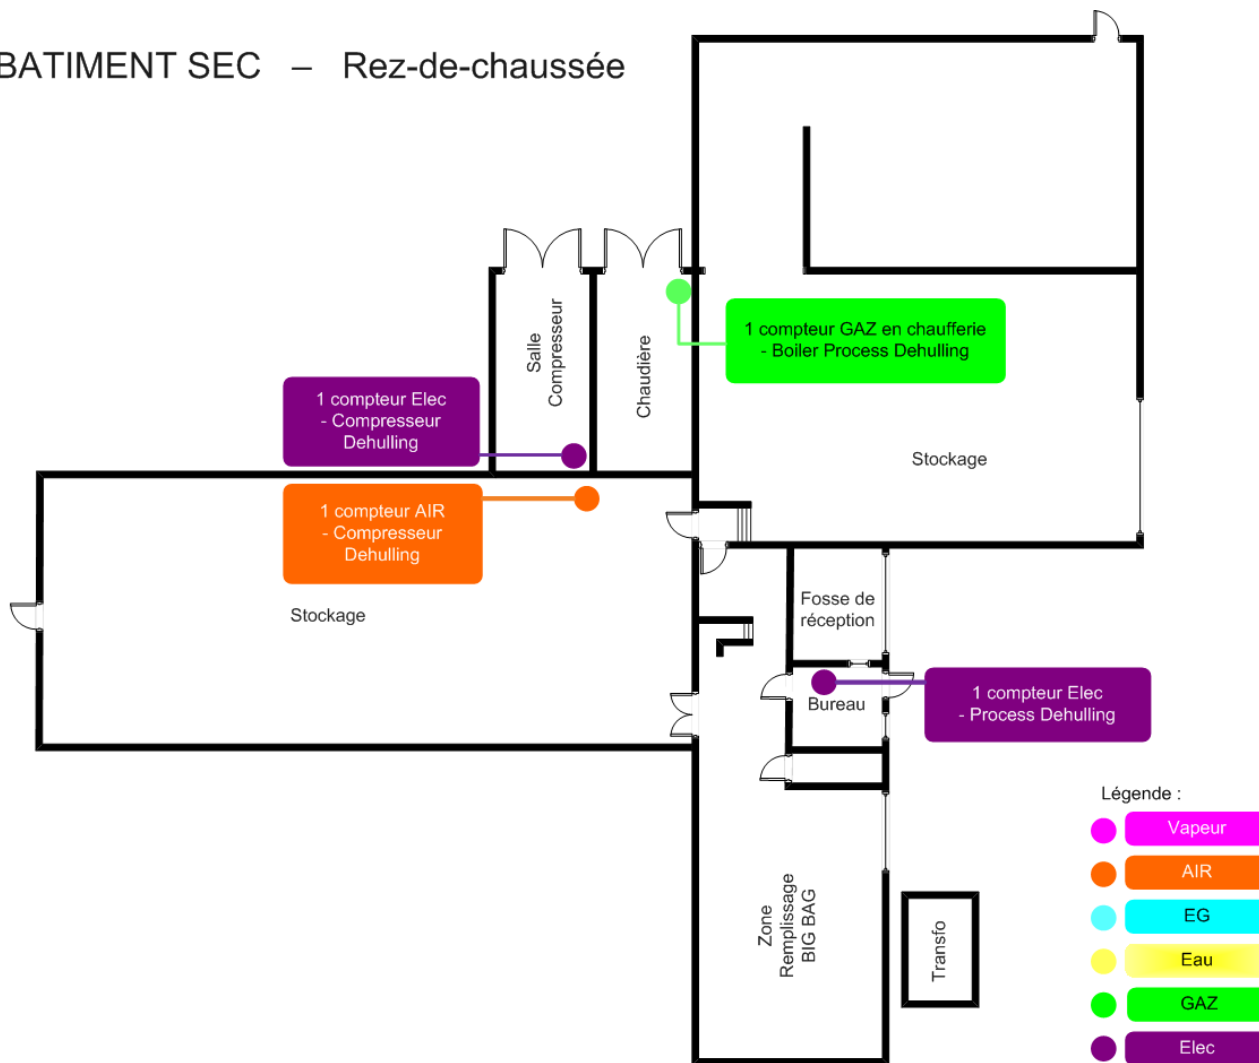 BATIMENT SEC – Rez-de-chaussée
1 compteur GAZ en chaufferie
- Boiler Process Dehulling
Salle
Compresseur
Chaudière
1 compteur Elec
- Compresseur
Dehulling
Stockage
1 compteur AIR
- Compresseur
Dehulling
Stockage
Fosse de
réception
1 compteur Elec
- Process Dehulling
Bureau
Légende :
Vapeur
AIR
EG
Eau
GAZ
Elec
Zone
Remplissage
BIG BAG
Transfo